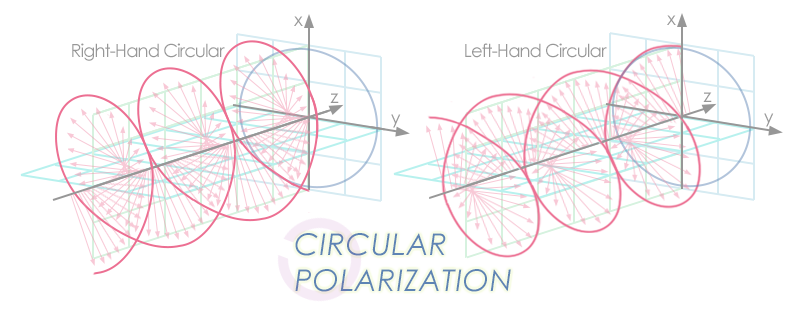 Right-Hand Circular
x
z
y
Left-Hand Circular
x
z
y
CIRCULAR
POLARIZATION